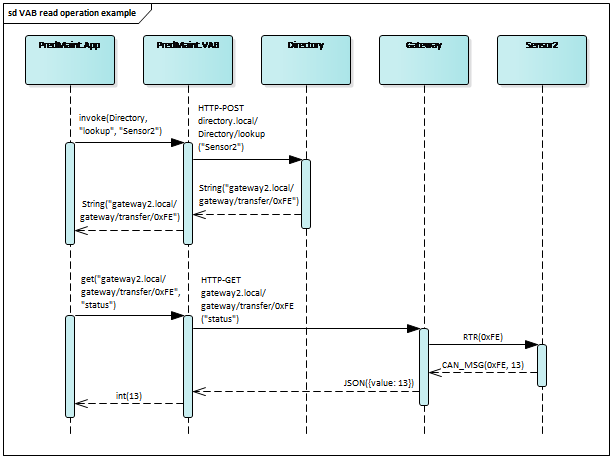 sd VAB read operation example
PredMaint.App
PredMaint.VAB
Directory
Gateway
Sensor2
invoke(Directory,
"lookup", "Sensor2")
HTTP-POST
directory.local/
Directory/lookup
("Sensor2")
String("gateway2.local/
gateway/transfer/0xFE")
String("gateway2.local/
gateway/transfer/0xFE")
get("gateway2.local/
gateway/transfer/0xFE",
"status")
HTTP-GET
gateway2.local/
gateway/transfer/0xFE
("status")
RTR(0xFE)
CAN_MSG(0xFE, 13)
JSON({value: 13})
int(13)